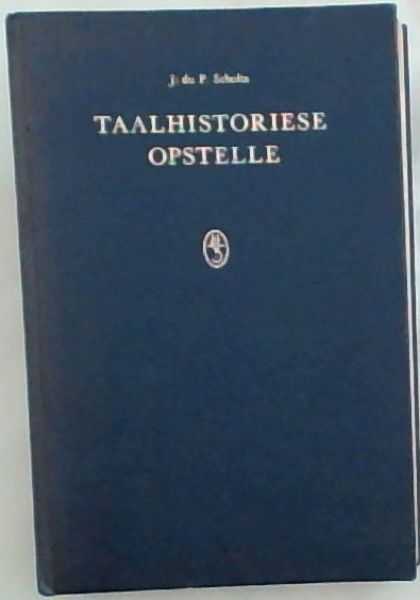 J. du P. Scholtz
TAALHISTORIESE
OPSTELLE